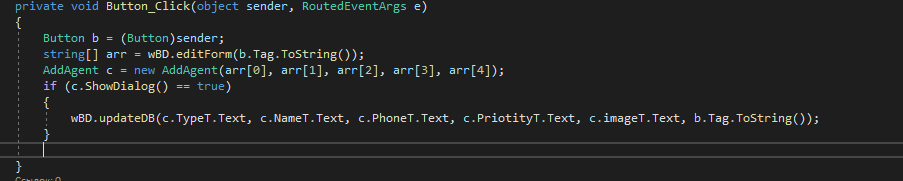 private void Button_Click(object sender, RoutedEventArgs e)
{
Button b = (Button)sender;
string[] arr = wBD.editForm(b.Tag.ToString());
AddAgent c = new AddAgent(arr[0], arr[1], arr[2], arr[3], arr[4]);
if (c.ShowDialog() == true)
{
wBD.updateDB(c.TypeT.Text, c.NameT.Text, c.PhoneT.Text, c.PriotityT.Text, c.imageT.Text, b.Tag.ToString());
}
}
Ссылок: 0